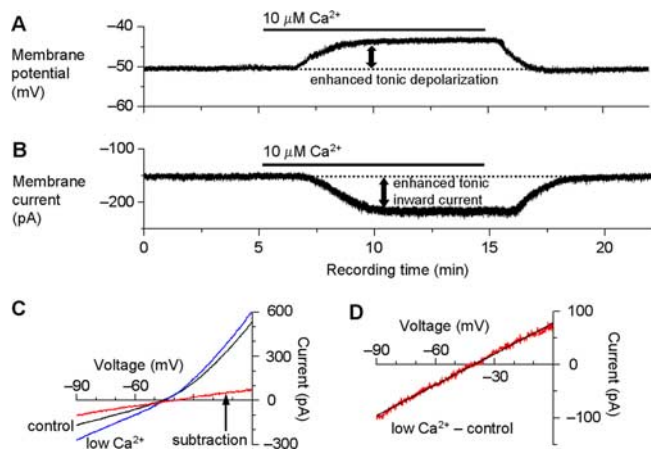 A
10 μM Ca²⁺
−40
Membrane
potential
(mV)
−50
enhanced tonic depolarization
−60
B
10 μM Ca²⁺
−150
Membrane
current
(pA)
enhanced tonic
inward current
−200
0 5 10 15 20
Recording time (min)
C
600
Voltage (mV)
300
−90 −60 −30
0
Current (pA)
control
low Ca²⁺
subtraction
−300
D
100
Voltage (mV)
−90 −60
0
−30
Current (pA)
−100
low Ca²⁺ – control